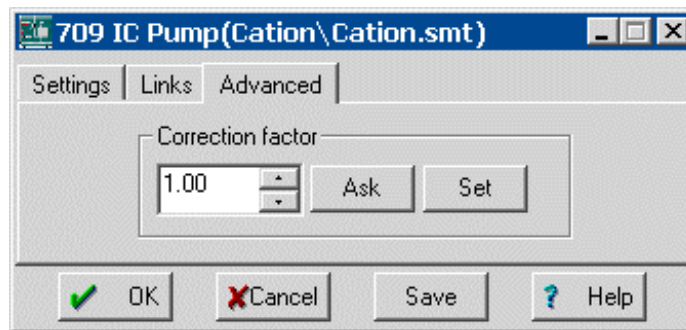 709 IC Pump(Cation\Cation.smt)
Settings Links Advanced
Correction factor
1.00 Ask Set
OK Cancel Save ? Help